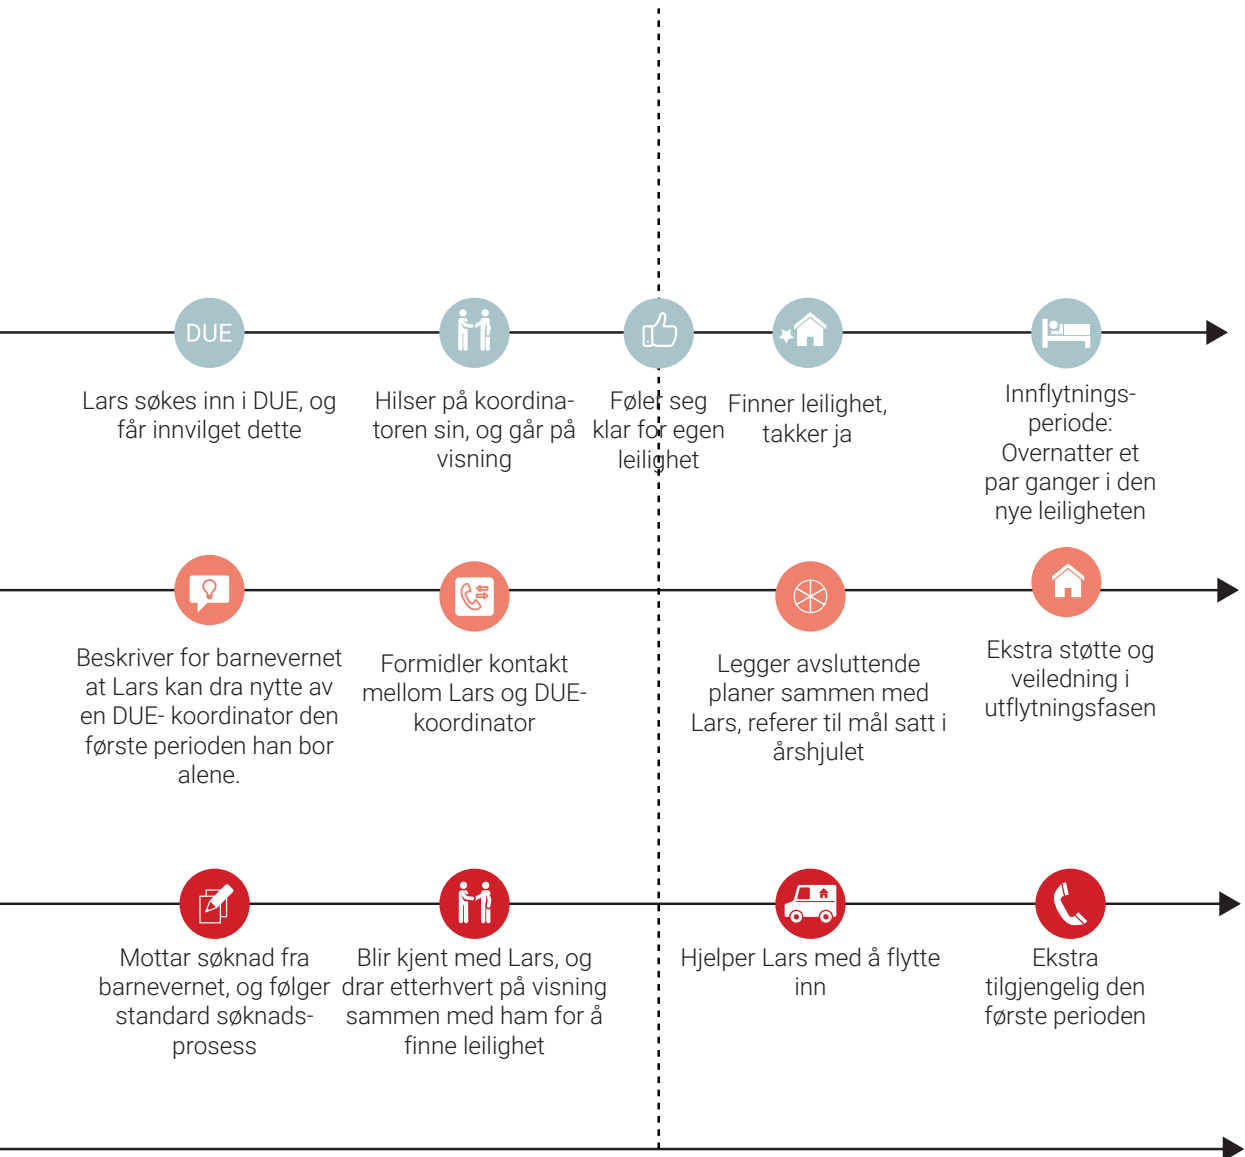 DUE
Lars søkes inn i DUE, og
får innvilget dette
Hilser på koordina-
toren sin, og går på
visning
Føler seg
klar for egen
leilighet
Finner leilighet,
takker ja
Innflytnings-
periode:
Overnatter et
par ganger i den
nye leiligheten
Beskriver for barnevernet
at Lars kan dra nytte av
en DUE- koordinator den
første perioden han bor
alene.
Formidler kontakt
mellom Lars og DUE-
koordinator
Legger avsluttende
planer sammen med
Lars, referer til mål satt i
årshjulet
Ekstra støtte og
veiledning i
utflytningsfasen
Mottar søknad fra
barnevernet, og følger
standard søknads-
prosess
Blir kjent med Lars, og
drar etterhvert på visning
sammen med ham for å
finne leilighet
Hjelper Lars med å flytte
inn
Ekstra
tilgjengelig den
første perioden